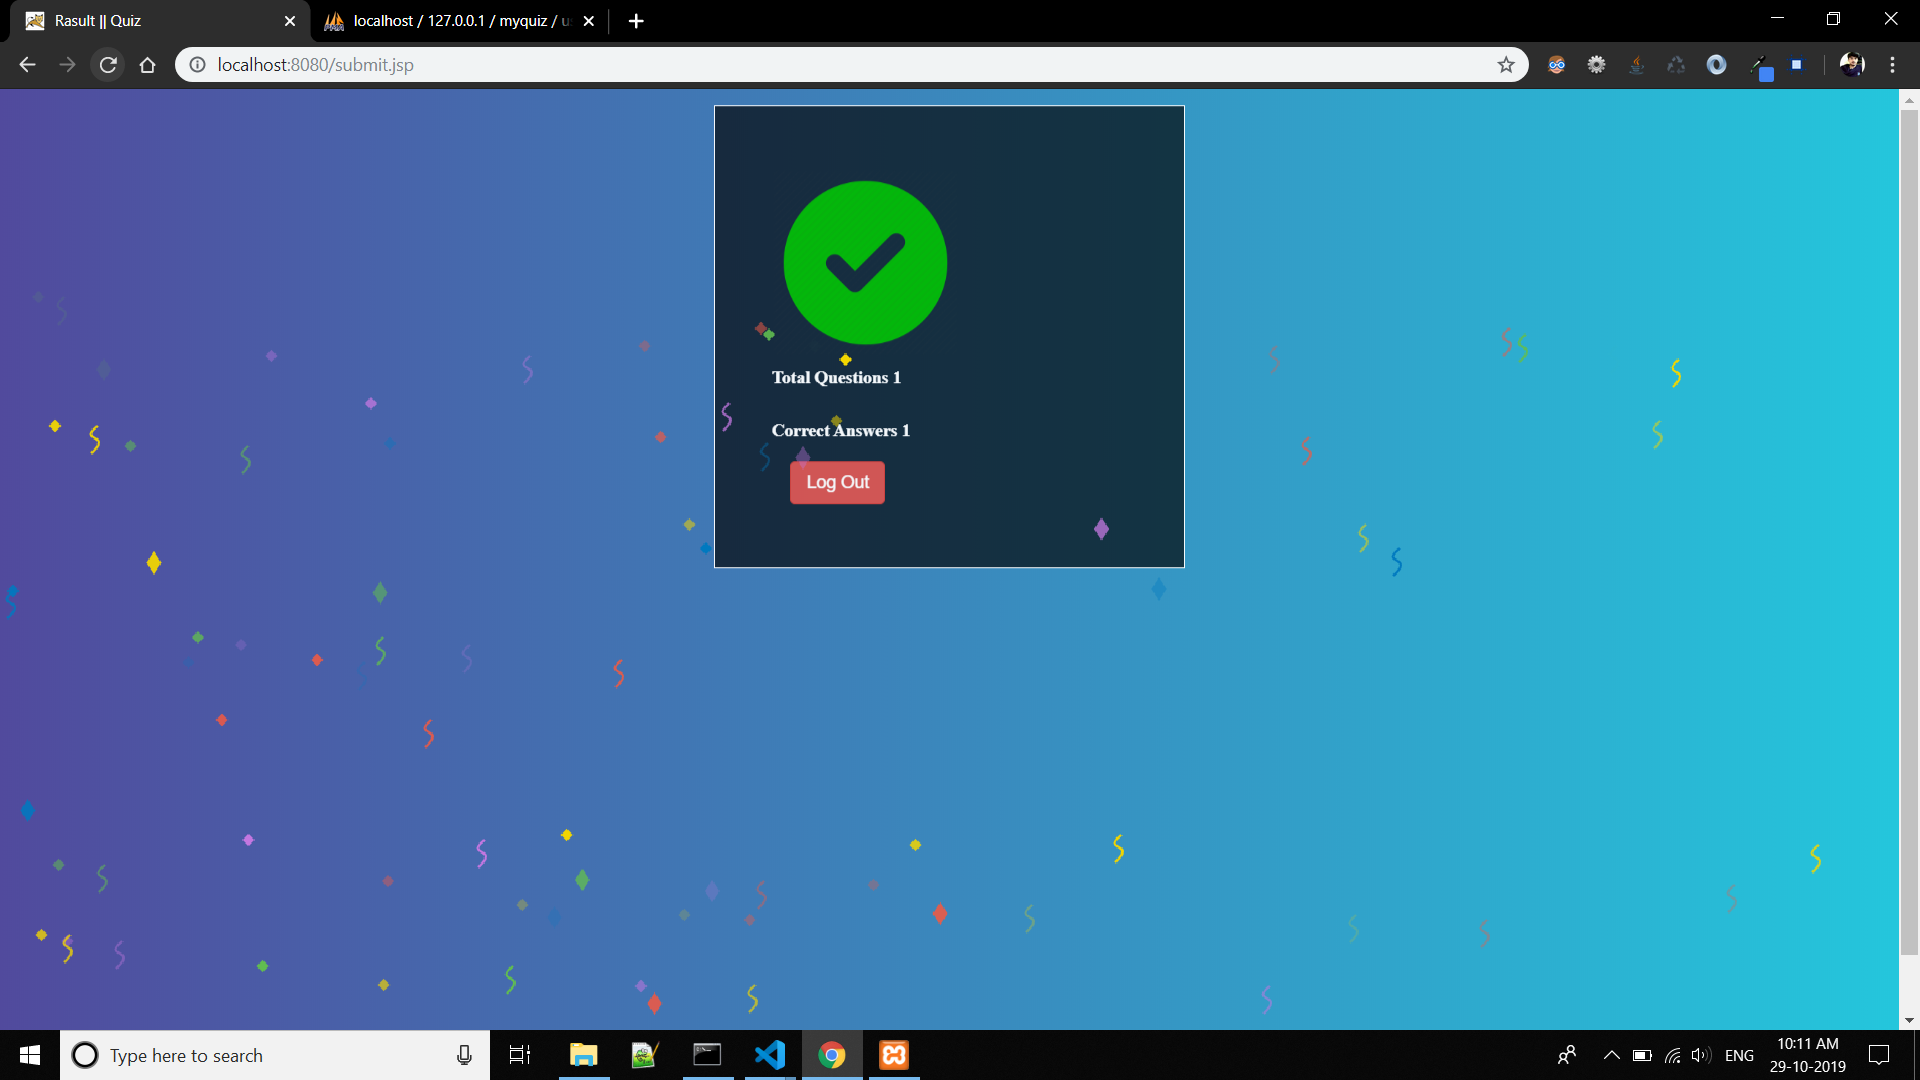 Rasult || Quiz
localhost / 127.0.0.1 / myquiz / u
localhost:8080/submit.jsp
Total Questions 1
Correct Answers 1
Log Out
Type here to search
ENG
10:11 AM
29-10-2019